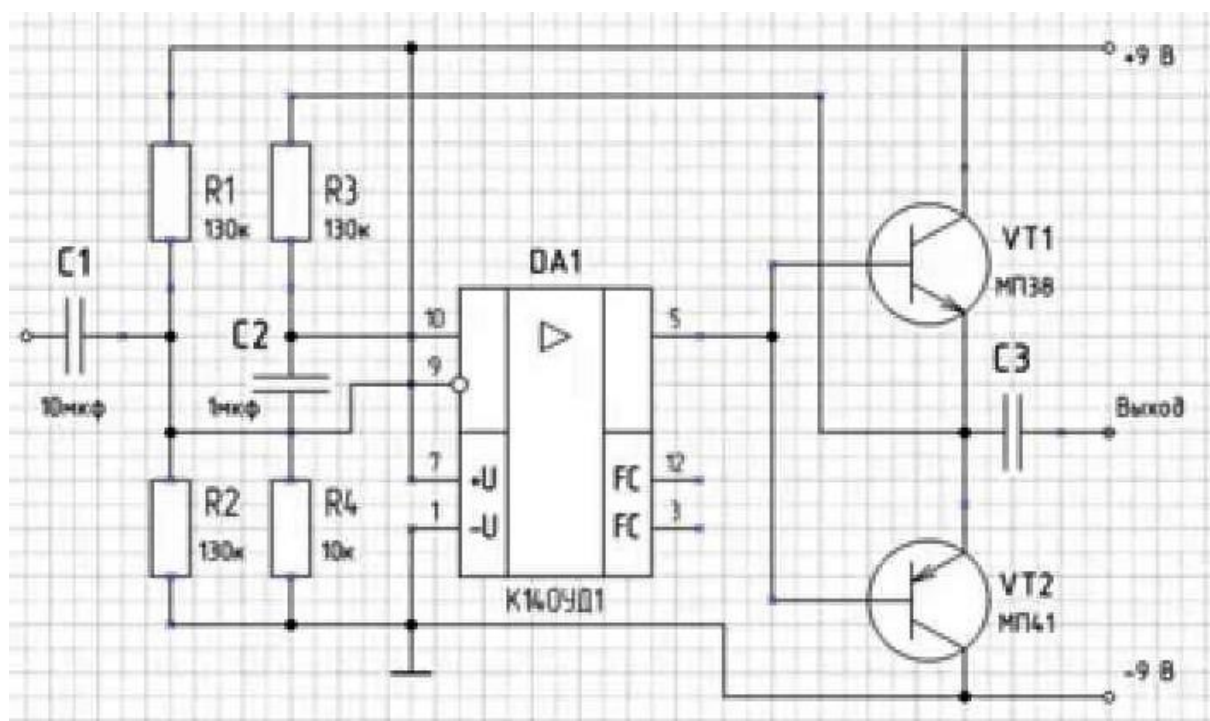 +9 В
R1
130к
R3
130к
C1
10мкф
C2
1мкф
DA1
10
9
7
1
+U
-U
5
12
3
FC
FC
К140УД1
R2
130к
R4
10к
VT1
МП38
C3
Выход
VT2
МП41
-9 В